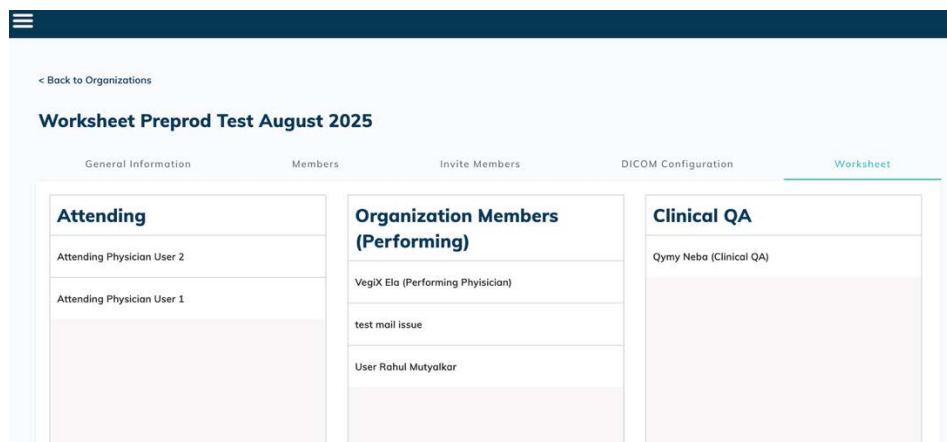 < Back to Organizations
Worksheet Preprod Test August 2025
General Information Members Invite Members DICOM Configuration Worksheet
Attending
Attending Physician User 2
Attending Physician User 1
Organization Members
(Performing)
VegiX Ela (Performing Phyisician)
test mail issue
User Rahul Mutyalkar
Clinical QA
Qymy Neba (Clinical QA)